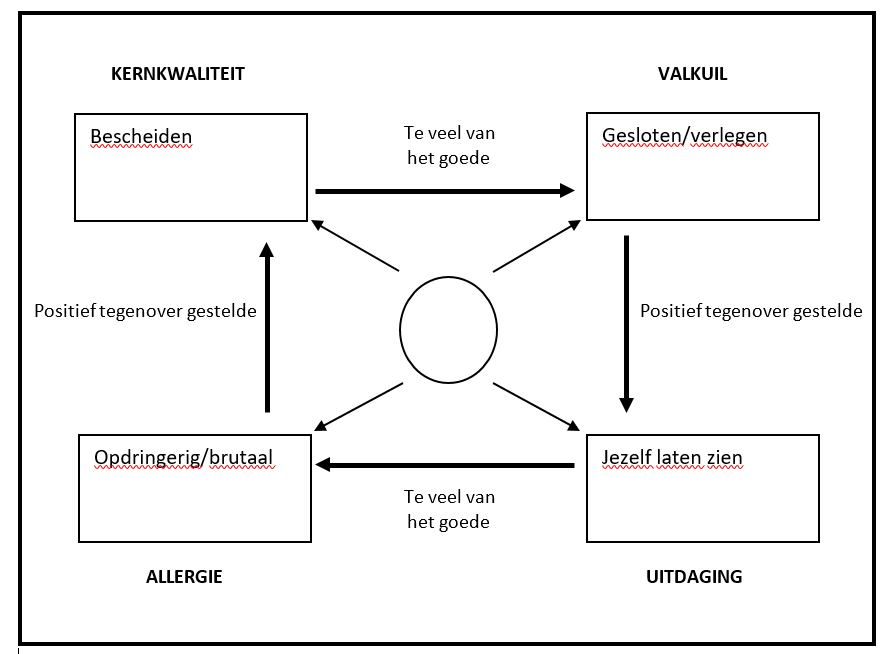 KERNKWALITEIT
VALKUIL
Bescheiden
Te veel van
het goede
Gesloten/verlegen
Positief tegenover gestelde
Positief tegenover gestelde
Opdringerig/brutaal
Te veel van
het goede
Jezelf laten zien
ALLERGIE
UITDAGING